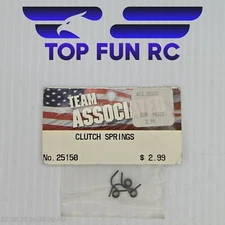 TOP FUN RC
TEAM
ASSOCIATED
CLUTCH SPRINGS
No. 25150
$ 2.99